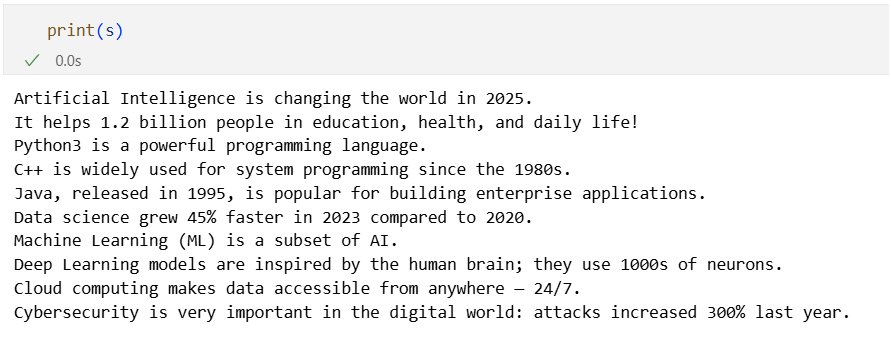 print(s)
0.0s
Artificial Intelligence is changing the world in 2025.
It helps 1.2 billion people in education, health, and daily life!
Python3 is a powerful programming language.
C++ is widely used for system programming since the 1980s.
Java, released in 1995, is popular for building enterprise applications.
Data science grew 45% faster in 2023 compared to 2020.
Machine Learning (ML) is a subset of AI.
Deep Learning models are inspired by the human brain; they use 1000s of neurons.
Cloud computing makes data accessible from anywhere — 24/7.
Cybersecurity is very important in the digital world: attacks increased 300% last year.